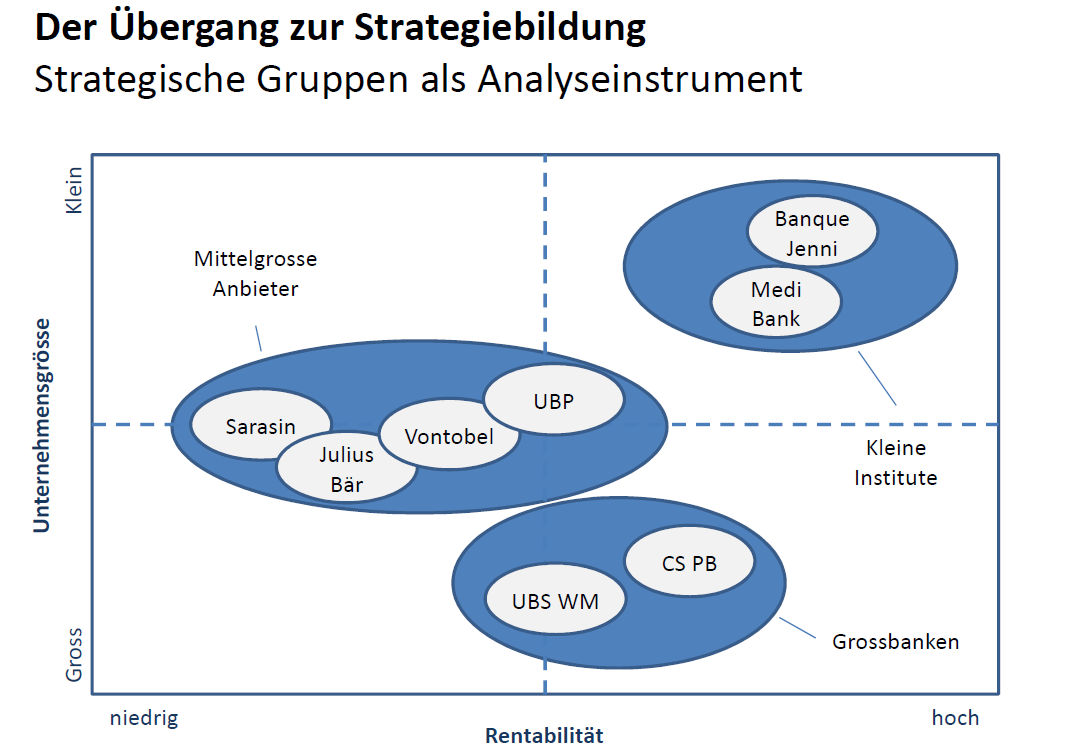 Der Übergang zur Strategiebildung
Strategische Gruppen als Analyseinstrument
Klein
Banque
Jenni
Mittelgrosse
Anbieter
Medi
Bank
Unternehmensgrösse
UBP
Sarasin
Vontobel
Julius
Bär
Kleine
Institute
CS PB
UBS WM
Gross
Grossbanken
niedrig
hoch
Rentabilität